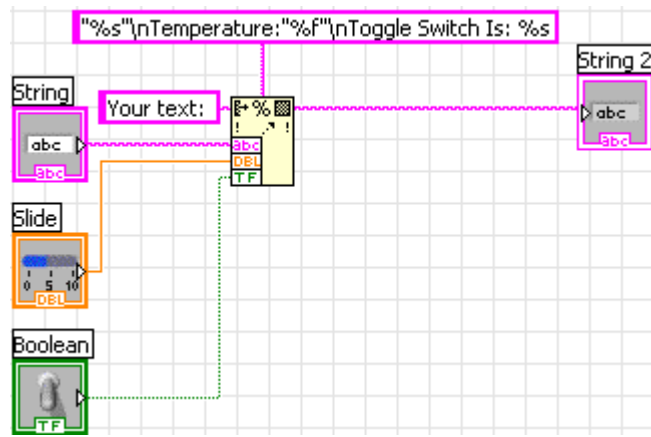 "%s"\nTemperature:"%f"\nToggle Switch Is: %s
String 2
String
Your text:
%
! !
abc
abc
abc
DBL
TF
abc
abc
Slide
0 5 10
DBL
Boolean
TF